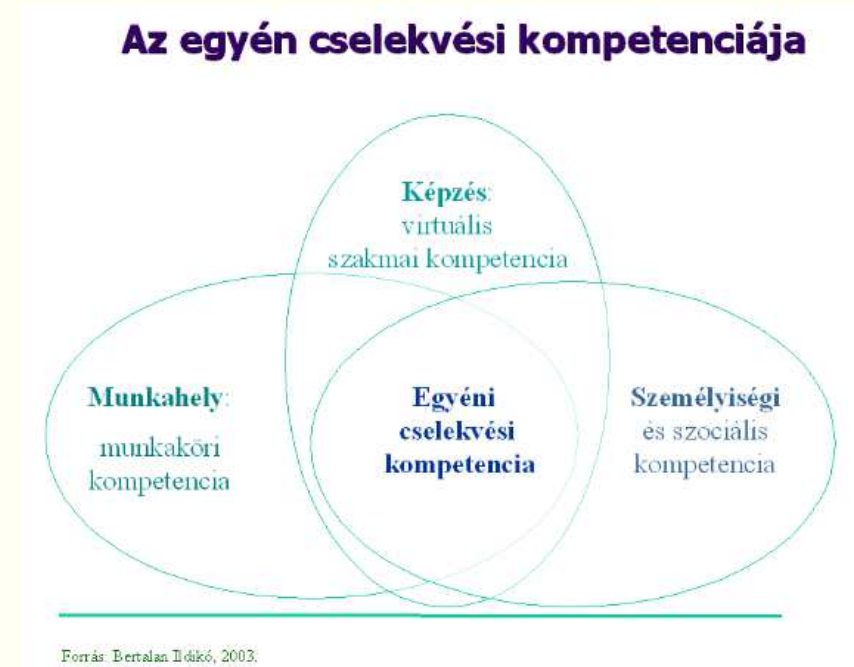 Az egyén cselekvési kompetenciája
Képzés:
virtuális
szakmai kompetencia
Munkahely:
munkaköri
kompetencia
Egyéni
cselekvési
kompetencia
Személyiségi
és szociális
kompetencia
Forrás: Bertalan Ildikó, 2003.